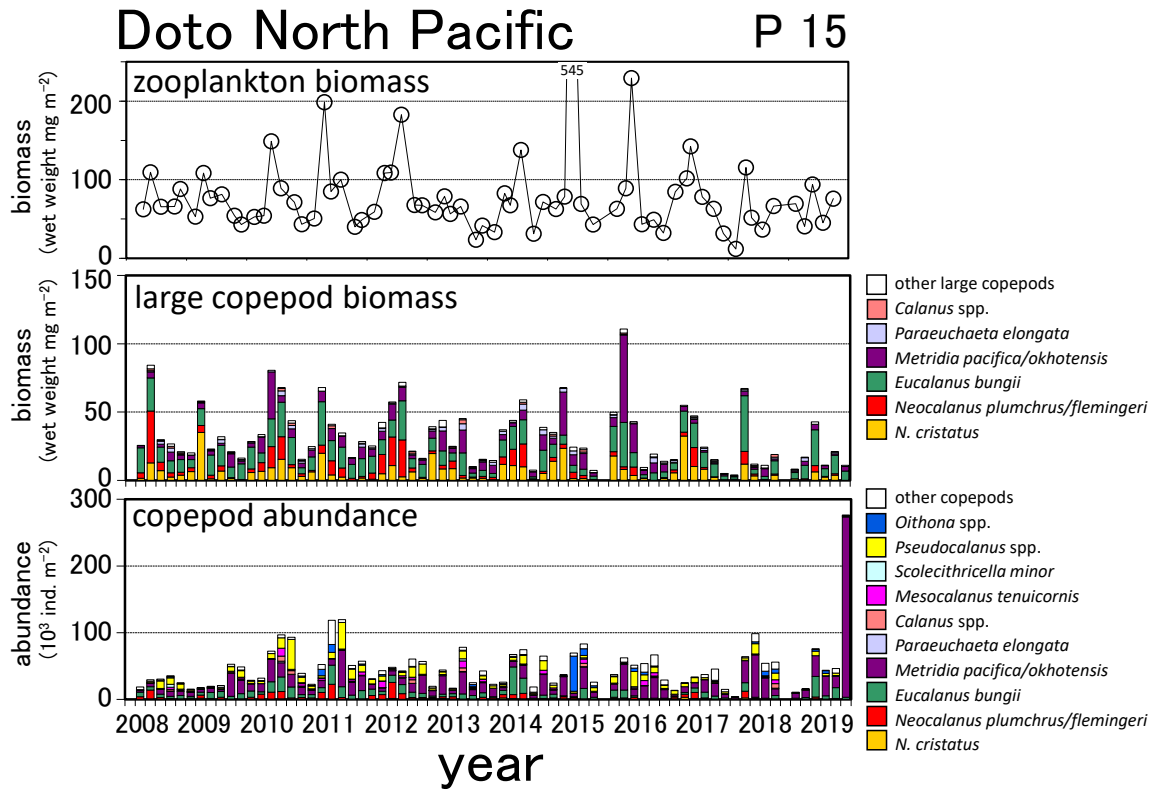 Doto North Pacific P 15
zooplankton biomass
545
biomass
(wet weight mg m⁻²)
200
100
0
large copepod biomass
biomass
(wet weight mg m⁻²)
150
100
50
0
other large copepods
Calanus spp.
Paraeuchaeta elongata
Metridia pacifica/okhotensis
Eucalanus bungii
Neocalanus plumchrus/flemingeri
N. cristatus
copepod abundance
abundance
(10³ ind. m⁻²)
300
200
100
0
other copepods
Oithona spp.
Pseudocalanus spp.
Scolecithricella minor
Mesocalanus tenuicornis
Calanus spp.
Paraeuchaeta elongata
Metridia pacifica/okhotensis
Eucalanus bungii
Neocalanus plumchrus/flemingeri
N. cristatus
2008 2009 2010 2011 2012 2013 2014 2015 2016 2017 2018 2019
year